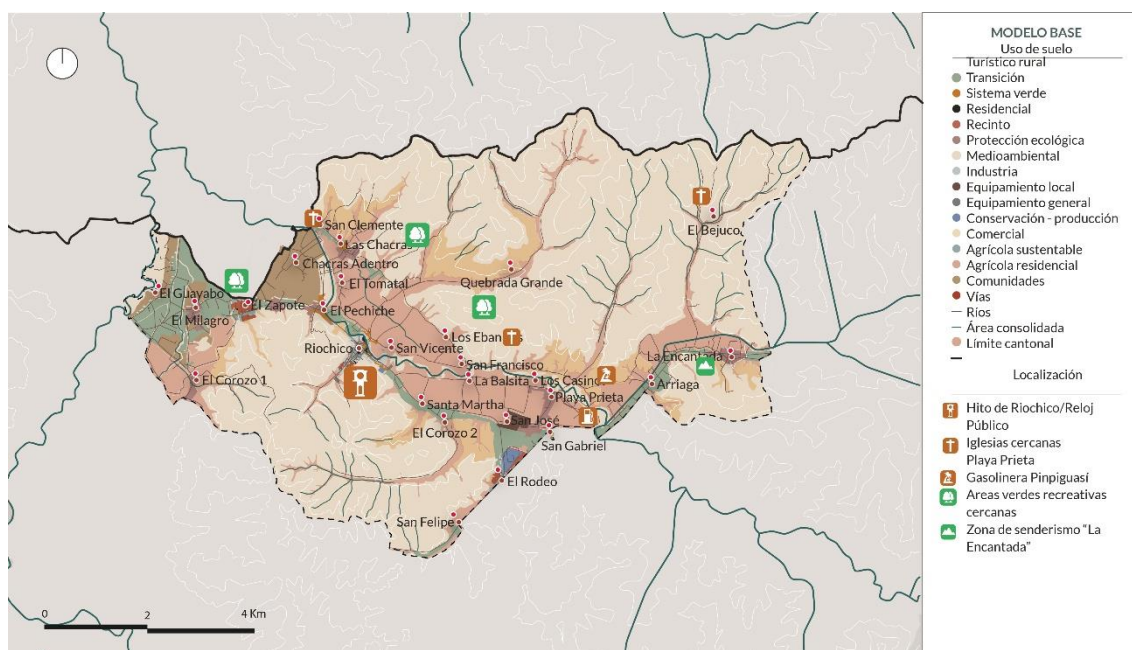 MODELO BASE
Uso de suelo
Turístico rural
Transición
Sistema verde
Residencial
Recinto
Protección ecológica
Medioambiental
Industria
Equipamiento local
Equipamiento general
Conservación - producción
Comercial
Agrícola sustentable
Agrícola residencial
Comunidades
Vías
Ríos
Área consolidada
Límite cantonal
Localización
Hito de Riochico/Reloj
Público
Iglesias cercanas
Playa Prieta
Gasolinera Pinpiguasí
Areas verdes recreativas
cercanas
Zona de senderismo "La
Encantada"
San Clemente
Las Chacras
Chacras Adentro
El Tomatal
Quebrada Grande
El Bejuco
El Guayabo
El Milagro
El Zapote
El Pechiche
Riochico
San Vicente
Los
San Francisco
La Balsita
Los Casino
Playa Prieta
La Encantada
Arriaga
El Corozo 1
Santa Martha
El Corozo 2
San José
San Gabriel
El Rodeo
San Felipe
0 2 4 Km